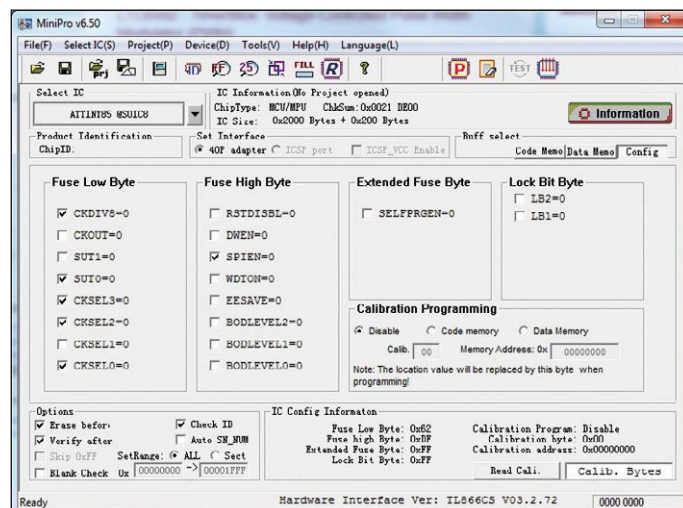 MiniPro v6.50
File(F) Select IC(S) Project(P) Device(D) Tools(V) Help(H) Language(L)
prj FILL R ? P TEST
Select IC
ATTINY85 @SOIC8
IC Information(No Project opened)
ChipType: MCU/MPU ChkSum:0x0021 DE00
IC Size: 0x2000 Bytes + 0x200 Bytes
Information
Product Identification
ChipID:
Set Interface
40P adapter ICSP port ICSP_VCC Enable
Buff select
Code Memo Data Memo Config
Fuse Low Byte
CKDIV8=0
CKOUT=0
SUT1=0
SUT0=0
CKSEL3=0
CKSEL2=0
CKSEL1=0
CKSEL0=0
Fuse High Byte
RSTDISBL=0
DWEN=0
SPIEN=0
WDTON=0
EESAVE=0
BODLEVEL2=0
BODLEVEL1=0
BODLEVEL0=0
Extended Fuse Byte
SELFPRGEN=0
Lock Bit Byte
LB2=0
LB1=0
Calibration Programming
Disable Code memory Data Memory
Calib. 00 Memory Address: 0x 00000000
Note: The location value will be replaced by this byte when
programming!
Options
Erase befor Check ID
Verify after Auto SN_NUM
Skip 0xFF SetRange: ALL Sect
Blank Check 0x 00000000 -> 00001FFF
IC Config Informaton
Fuse Low Byte: 0x62
Fuse high Byte: 0xDF
Extended Fuse Byte: 0xFF
Lock Bit Byte: 0xFF
Calibration Program: Disable
Calibration byte: 0x00
Calibration address: 0x00000000
Read Cali. Calib. Bytes
Ready Hardware Interface Ver: TL866CS V03.2.72 0000 0000